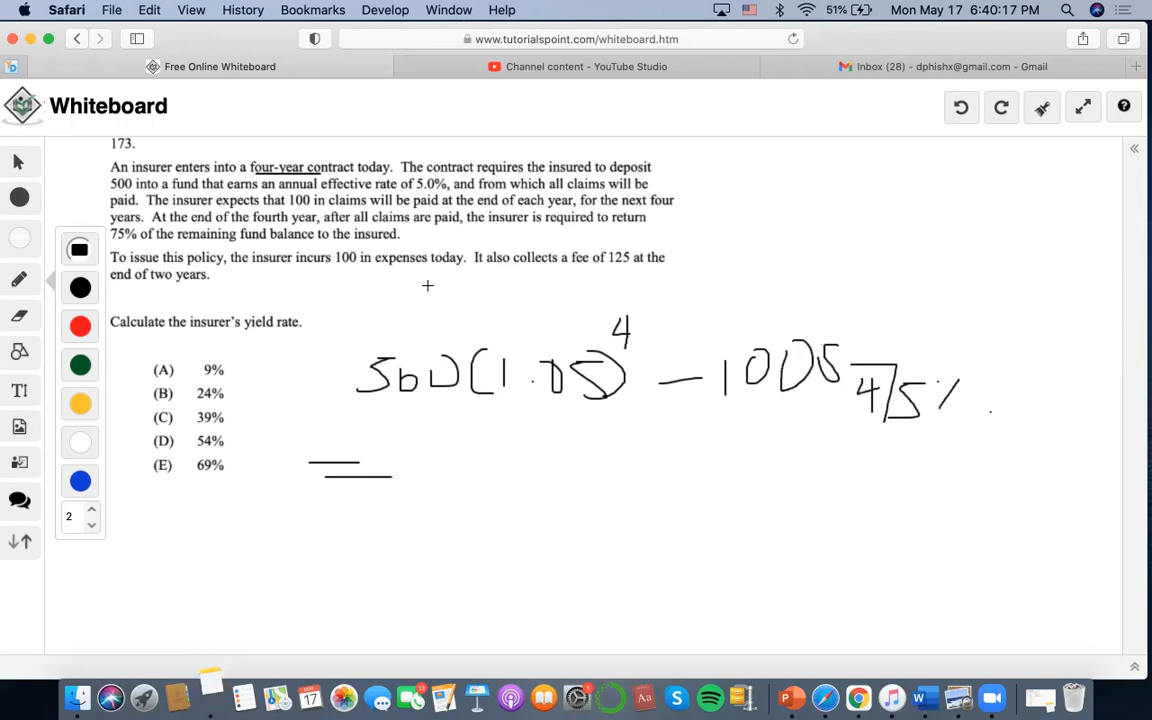 Safari File Edit View History Bookmarks Develop Window Help 51% Mon May 17 6:40:17 PM
www.tutorialspoint.com/whiteboard.htm
Free Online Whiteboard Channel content - YouTube Studio Inbox (28) - dphishx@gmail.com - Gmail
Whiteboard
173.
An insurer enters into a four-year contract today. The contract requires the insured to deposit
500 into a fund that earns an annual effective rate of 5.0%, and from which all claims will be
paid. The insurer expects that 100 in claims will be paid at the end of each year, for the next four
years. At the end of the fourth year, after all claims are paid, the insurer is required to return
75% of the remaining fund balance to the insured.
To issue this policy, the insurer incurs 100 in expenses today. It also collects a fee of 125 at the
end of two years.
Calculate the insurer's yield rate.
(A) 9%
(B) 24%
(C) 39%
(D) 54%
(E) 69%
500(1.05)^4 - 100 s 4/5%
TI
2
17